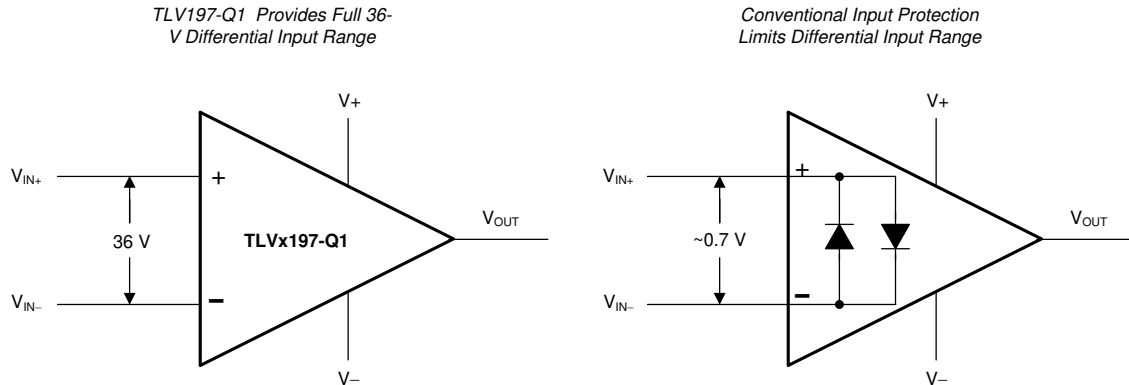 TLV197-Q1 Provides Full 36-
V Differential Input Range
V+
VIN+
+
36 V
TLVx197-Q1
VOUT
VIN–
–
V–
Conventional Input Protection
Limits Differential Input Range
V+
VIN+
+
~0.7 V
VOUT
VIN–
–
V–